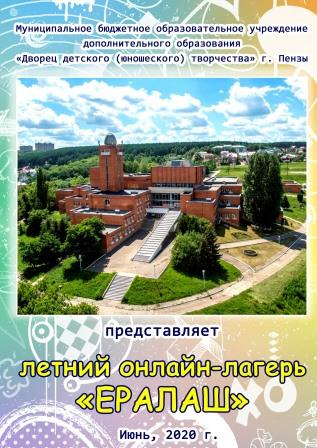 Муниципальное бюджетное образовательное учреждение
дополнительного образования
«Дворец детского (юношеского) творчества» г. Пензы
представляет
летний онлайн-лагерь
«ЕРАЛАШ»
Июнь, 2020 г.